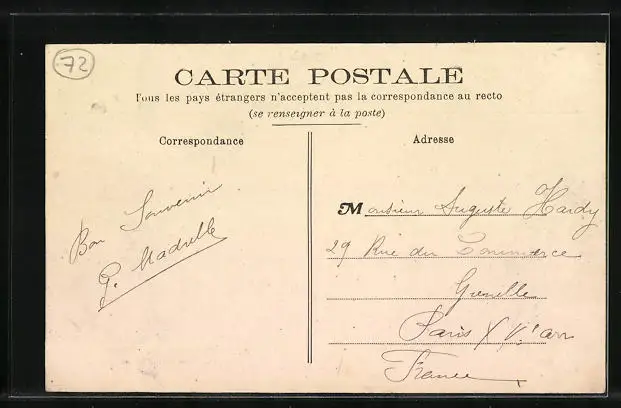 72
CARTE POSTALE
Tous les pays étrangers n'acceptent pas la correspondance au recto
(se renseigner à la poste)
Correspondance
Adresse
Bon Souvenir
G. Madrelle
Monsieur Auguste Hardy
29 Rue du Commerce
Grenelle
Paris XVe arr
France